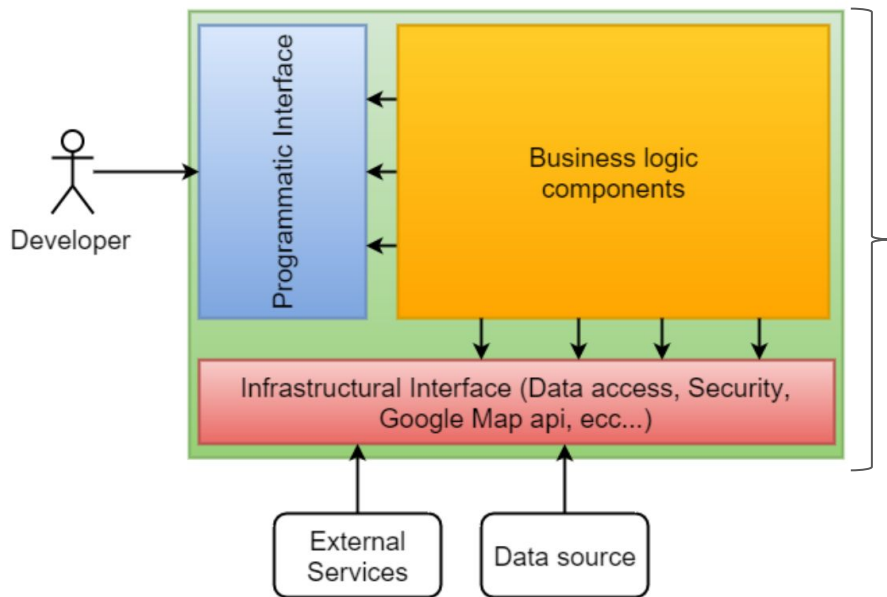 Programmatic Interface
Business logic
components
Developer
Infrastructural Interface (Data access, Security,
Google Map api, ecc...)
External
Services
Data source